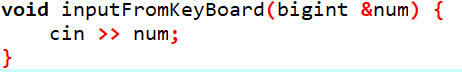 void inputFromKeyBoard(bigint &num) {
    cin >> num;
}